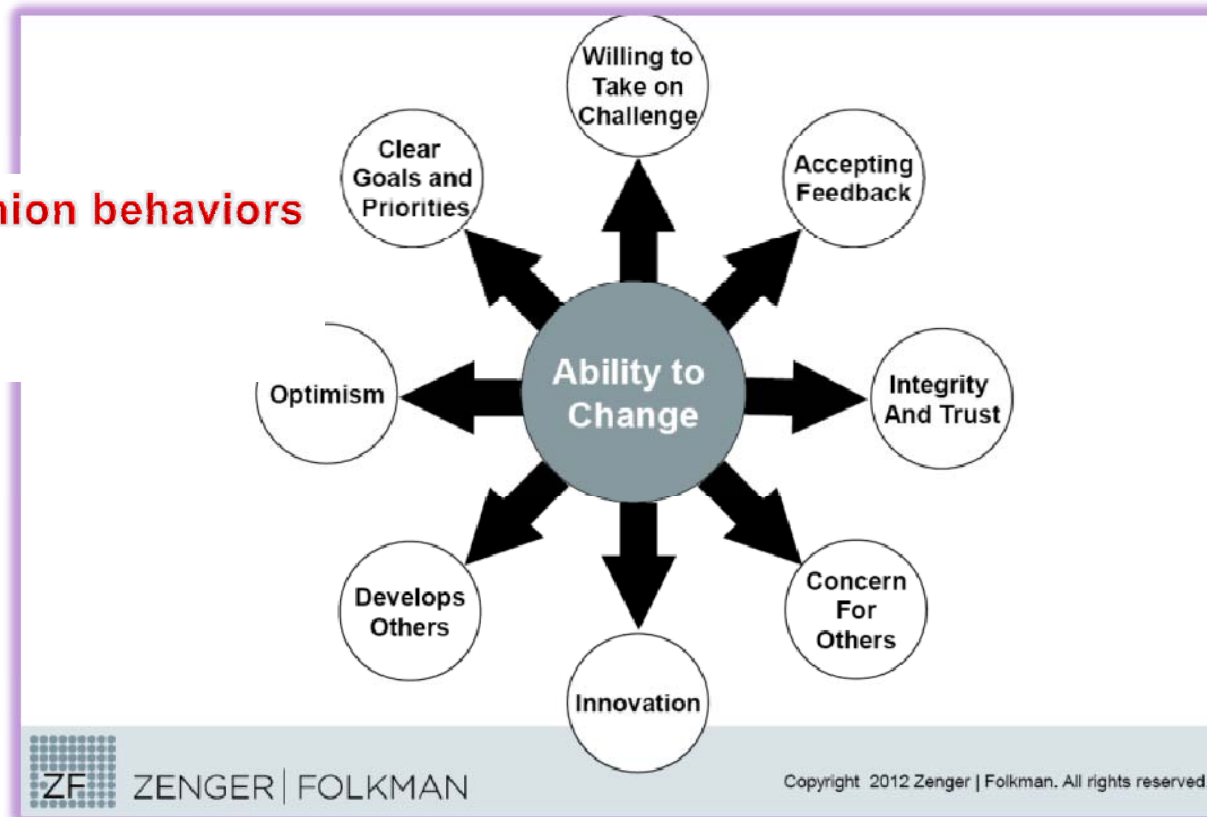 Willing to
Take on
Challenge
Clear
Goals and
Priorities
Accepting
Feedback
behaviors
Optimism
Ability to
Change
Integrity
And Trust
Develops
Others
Concern
For
Others
Innovation
ZF ZENGER | FOLKMAN
Copyright 2012 Zenger | Folkman. All rights reserved.